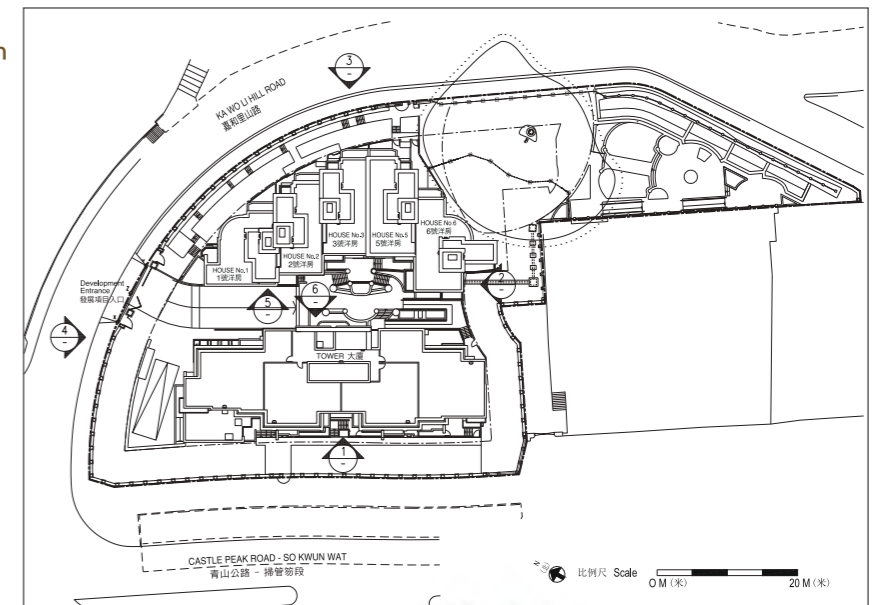 n
3
-
KA WO LI HILL ROAD
嘉和里山路
HOUSE No.1
1號洋房
HOUSE No.2
2號洋房
HOUSE No.3
3號洋房
HOUSE No.5
5號洋房
HOUSE No.6
6號洋房
Development
Entrance
發展項目入口
2
-
5
-
6
-
4
-
TOWER 大廈
1
-
CASTLE PEAK ROAD - SO KWUN WAT
青山公路 - 掃管笏段
N
比例尺 Scale
0 M (米)
20 M (米)